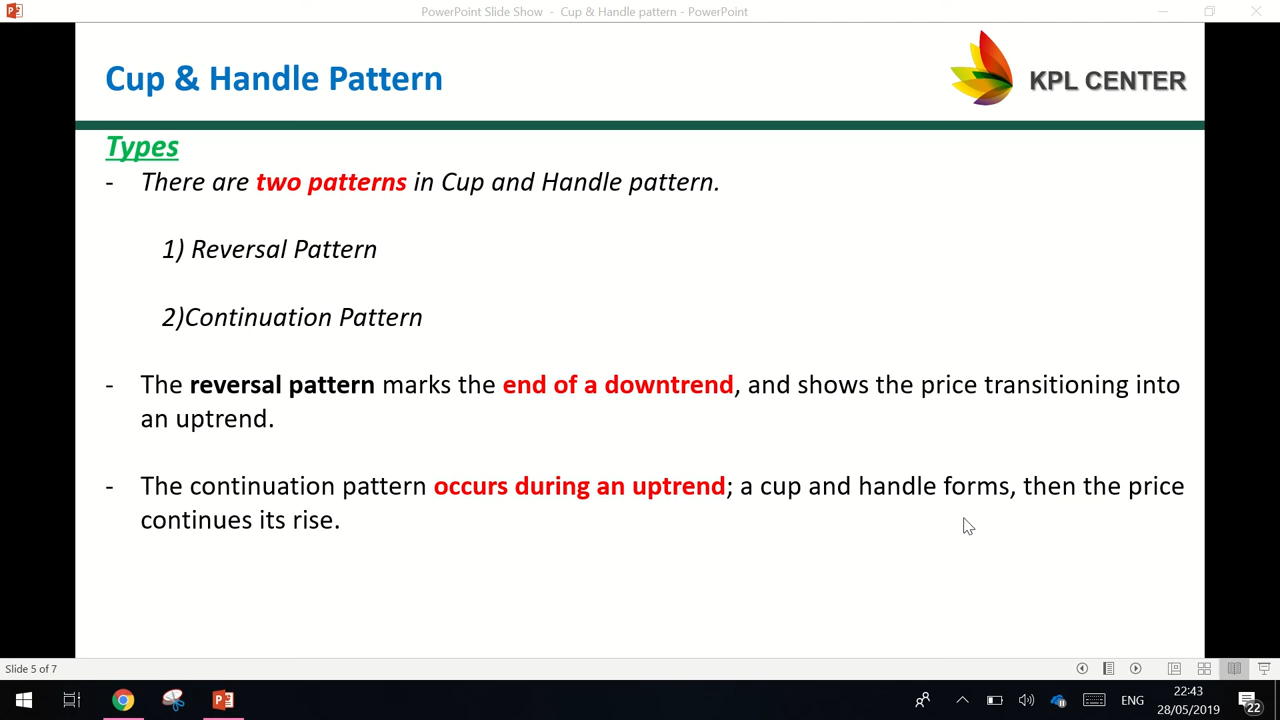 PowerPoint Slide Show - Cup & Handle pattern - PowerPoint
Cup & Handle Pattern
KPL CENTER
Types
- There are two patterns in Cup and Handle pattern.
1) Reversal Pattern
2)Continuation Pattern
- The reversal pattern marks the end of a downtrend, and shows the price transitioning into
an uptrend.
- The continuation pattern occurs during an uptrend; a cup and handle forms, then the price
continues its rise.
Slide 5 of 7
ENG
22:43
28/05/2019
22